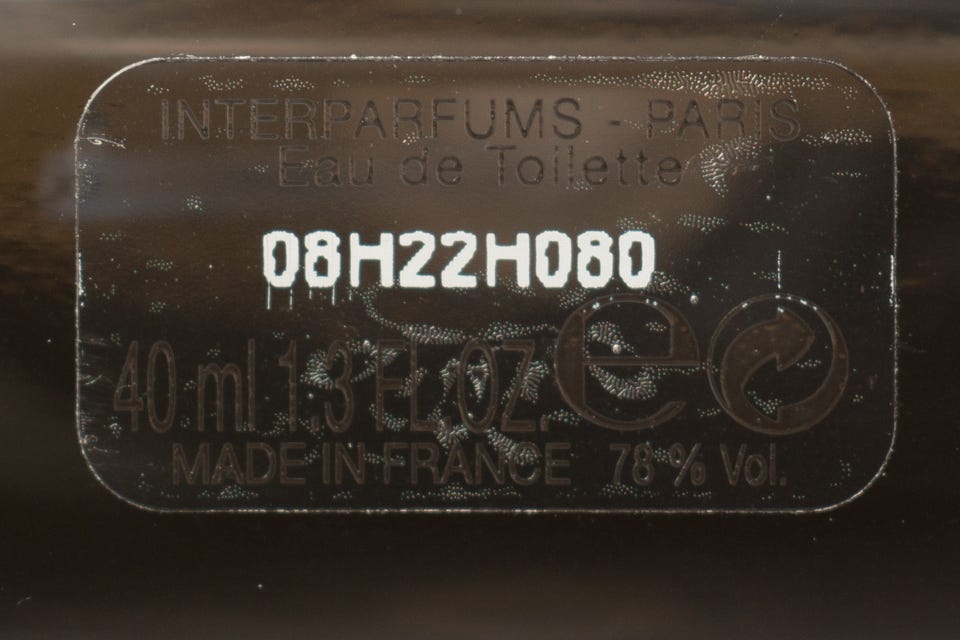 INTERPARFUMS - PARIS
Eau de Toilette
08H22H080
40 ml 1.3 FL.OZ. e
MADE IN FRANCE 78 % Vol.